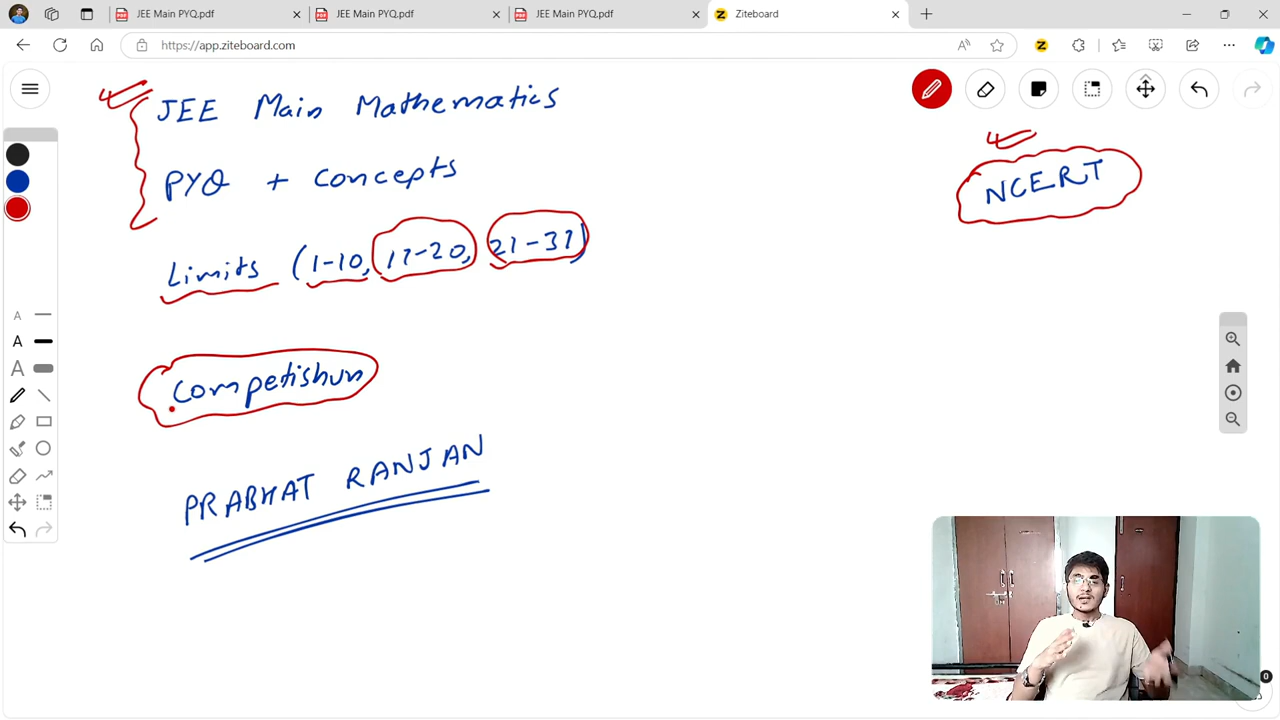 JEE Main PYQ.pdf
JEE Main PYQ.pdf
JEE Main PYQ.pdf
Ziteboard
https://app.ziteboard.com
JEE Main Mathematics
PYQ + Concepts
NCERT
Limits (1-10, 11-20, 21-31)
Competishun
PRABHAT RANJAN
A
A
A
0